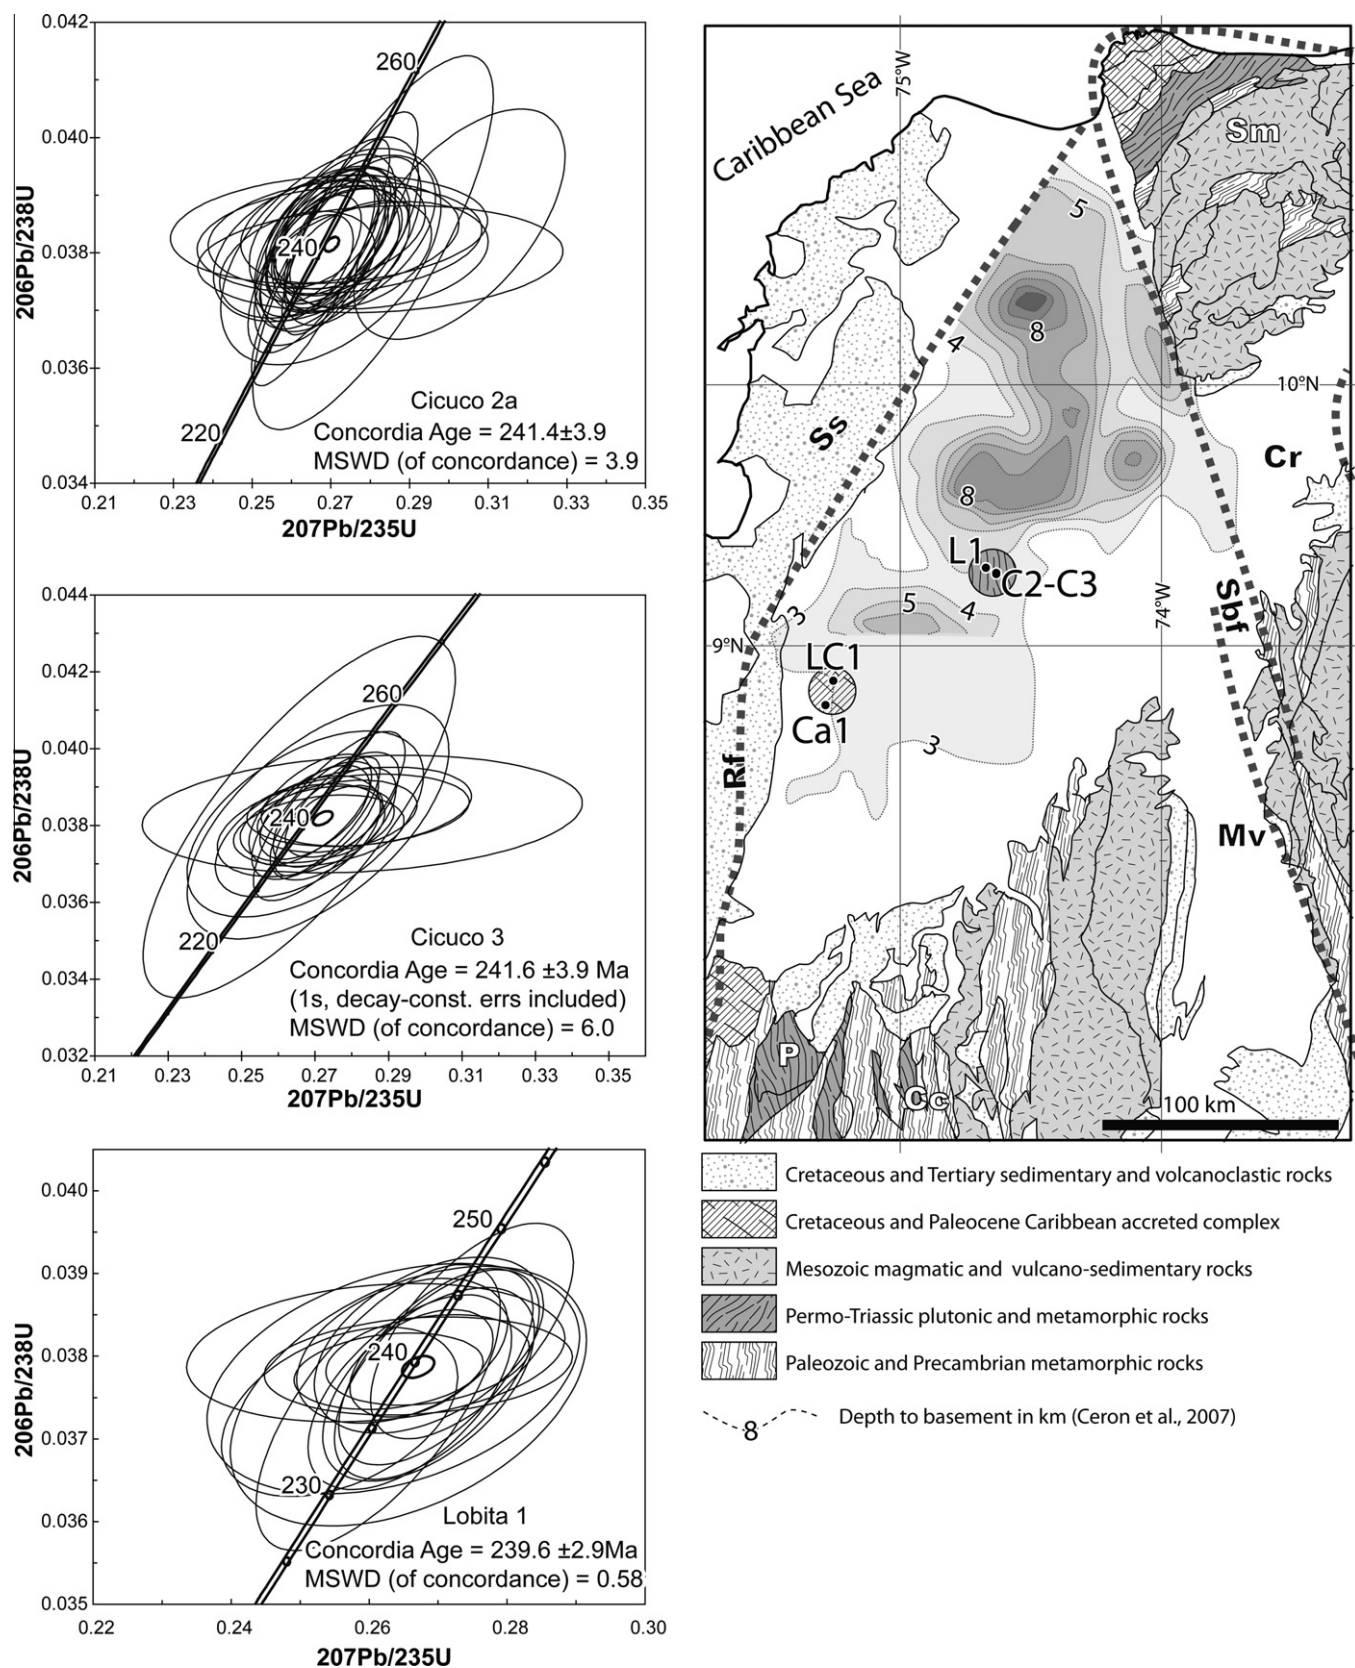 0.042
0.040
0.038
0.036
0.034
206Pb/238U
260
240
220
Cicuco 2a
Concordia Age = 241.4±3.9
MSWD (of concordance) = 3.9
0.21 0.23 0.25 0.27 0.29 0.31 0.33 0.35
207Pb/235U
0.044
0.042
0.040
0.038
0.036
0.034
0.032
206Pb/238U
260
240
220
Cicuco 3
Concordia Age = 241.6 ±3.9 Ma
(1s, decay-const. errs included)
MSWD (of concordance) = 6.0
0.21 0.23 0.25 0.27 0.29 0.31 0.33 0.35
207Pb/235U
0.040
0.039
0.038
0.037
0.036
0.035
206Pb/238U
250
240
230
Lobita 1
Concordia Age = 239.6 ±2.9Ma
MSWD (of concordance) = 0.58
0.22 0.24 0.26 0.28 0.30
207Pb/235U
Caribbean Sea
75°W
Sm
5
8
4
10°N
Ss
Cr
8
L1
C2-C3
74°W
Sbf
5
4
3
9°N
LC1
Ca1
3
Rf
Mv
P
Cc
100 km
Cretaceous and Tertiary sedimentary and volcanoclastic rocks
Cretaceous and Paleocene Caribbean accreted complex
Mesozoic magmatic and vulcano-sedimentary rocks
Permo-Triassic plutonic and metamorphic rocks
Paleozoic and Precambrian metamorphic rocks
8
Depth to basement in km (Ceron et al., 2007)